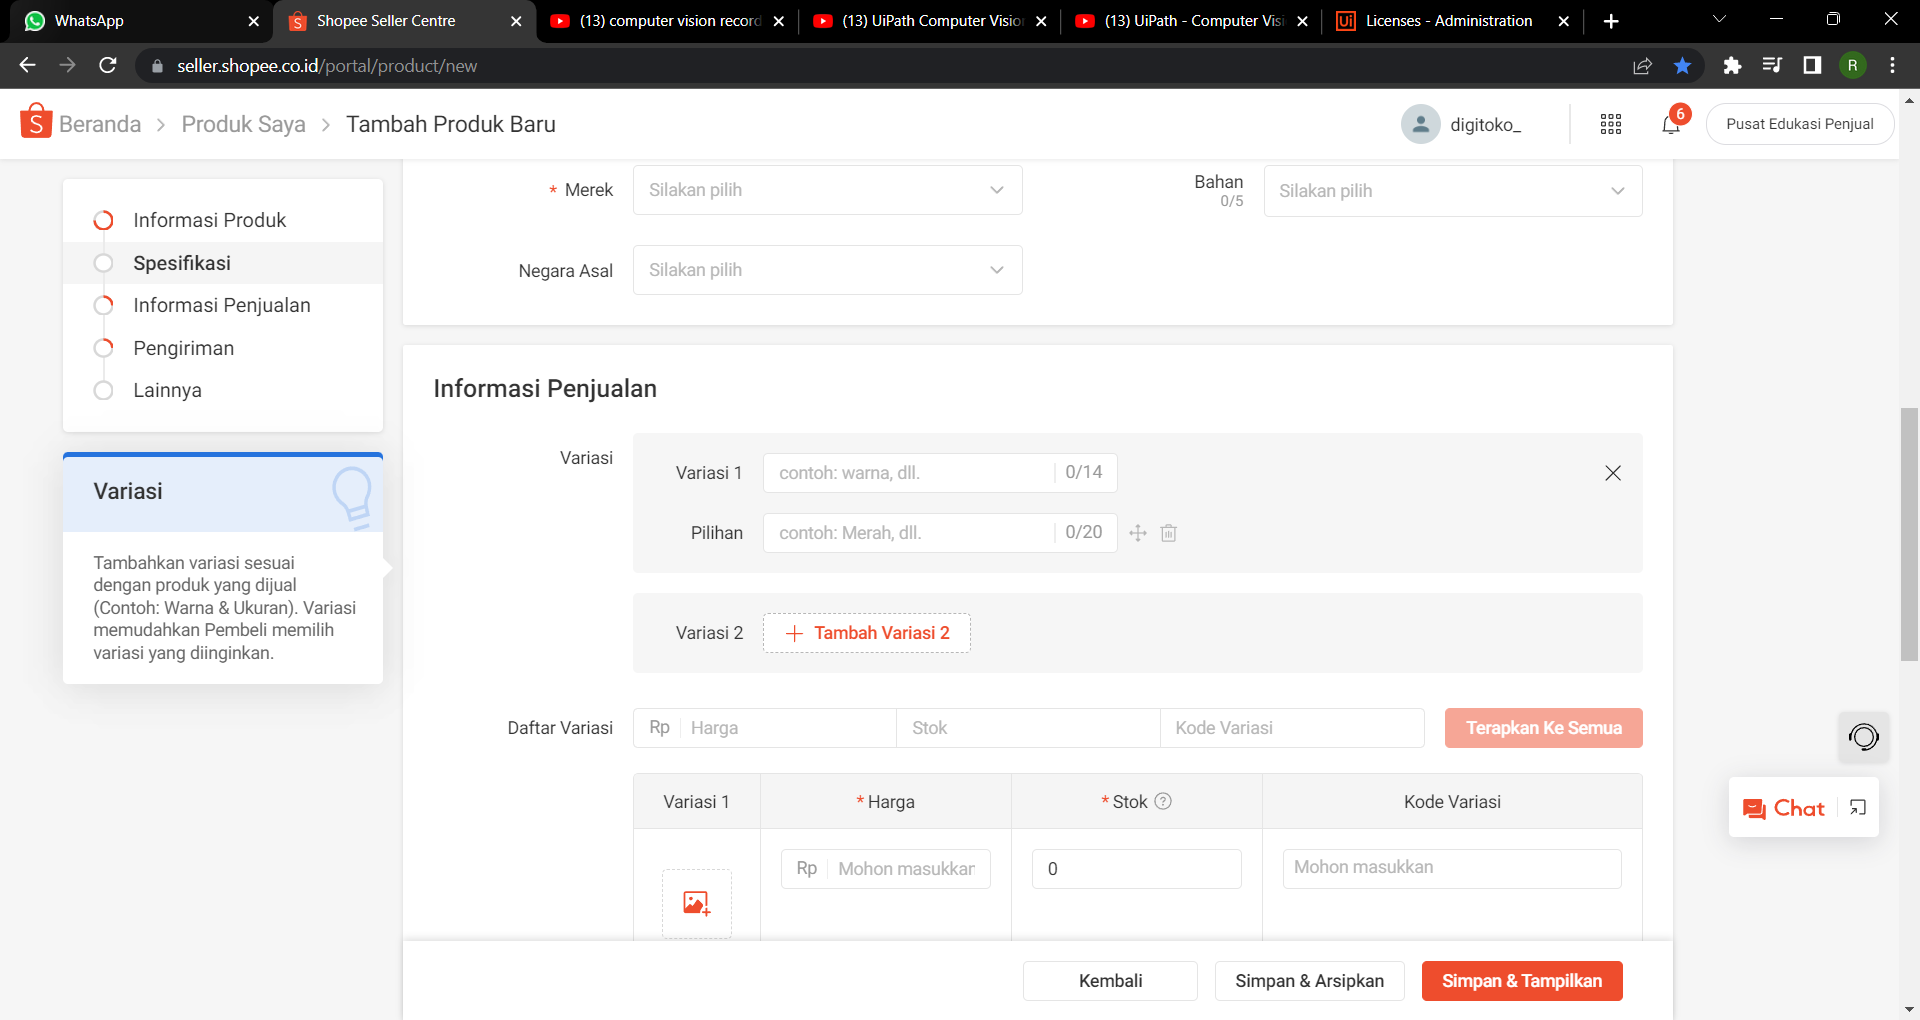 WhatsApp
Shopee Seller Centre
(13) computer vision record
(13) UiPath Computer Visio
(13) UiPath - Computer Vis
Ui
Licenses - Administration
seller.shopee.co.id/portal/product/new
R
S
Beranda > Produk Saya > Tambah Produk Baru
digitoko_
6
Pusat Edukasi Penjual
Informasi Produk
Spesifikasi
Informasi Penjualan
Pengiriman
Lainnya
Variasi
Tambahkan variasi sesuai
dengan produk yang dijual
(Contoh: Warna & Ukuran). Variasi
memudahkan Pembeli memilih
variasi yang diinginkan.
* Merek
Silakan pilih
Bahan
0/5
Silakan pilih
Negara Asal
Silakan pilih
Informasi Penjualan
Variasi
Variasi 1
contoh: warna, dll.
0/14
Pilihan
contoh: Merah, dll.
0/20
Variasi 2
+ Tambah Variasi 2
Daftar Variasi
Rp
Harga
Stok
Kode Variasi
Terapkan Ke Semua
Variasi 1
* Harga
* Stok ?
Kode Variasi
Rp
Mohon masukkan
0
Mohon masukkan
Chat
Kembali
Simpan & Arsipkan
Simpan & Tampilkan